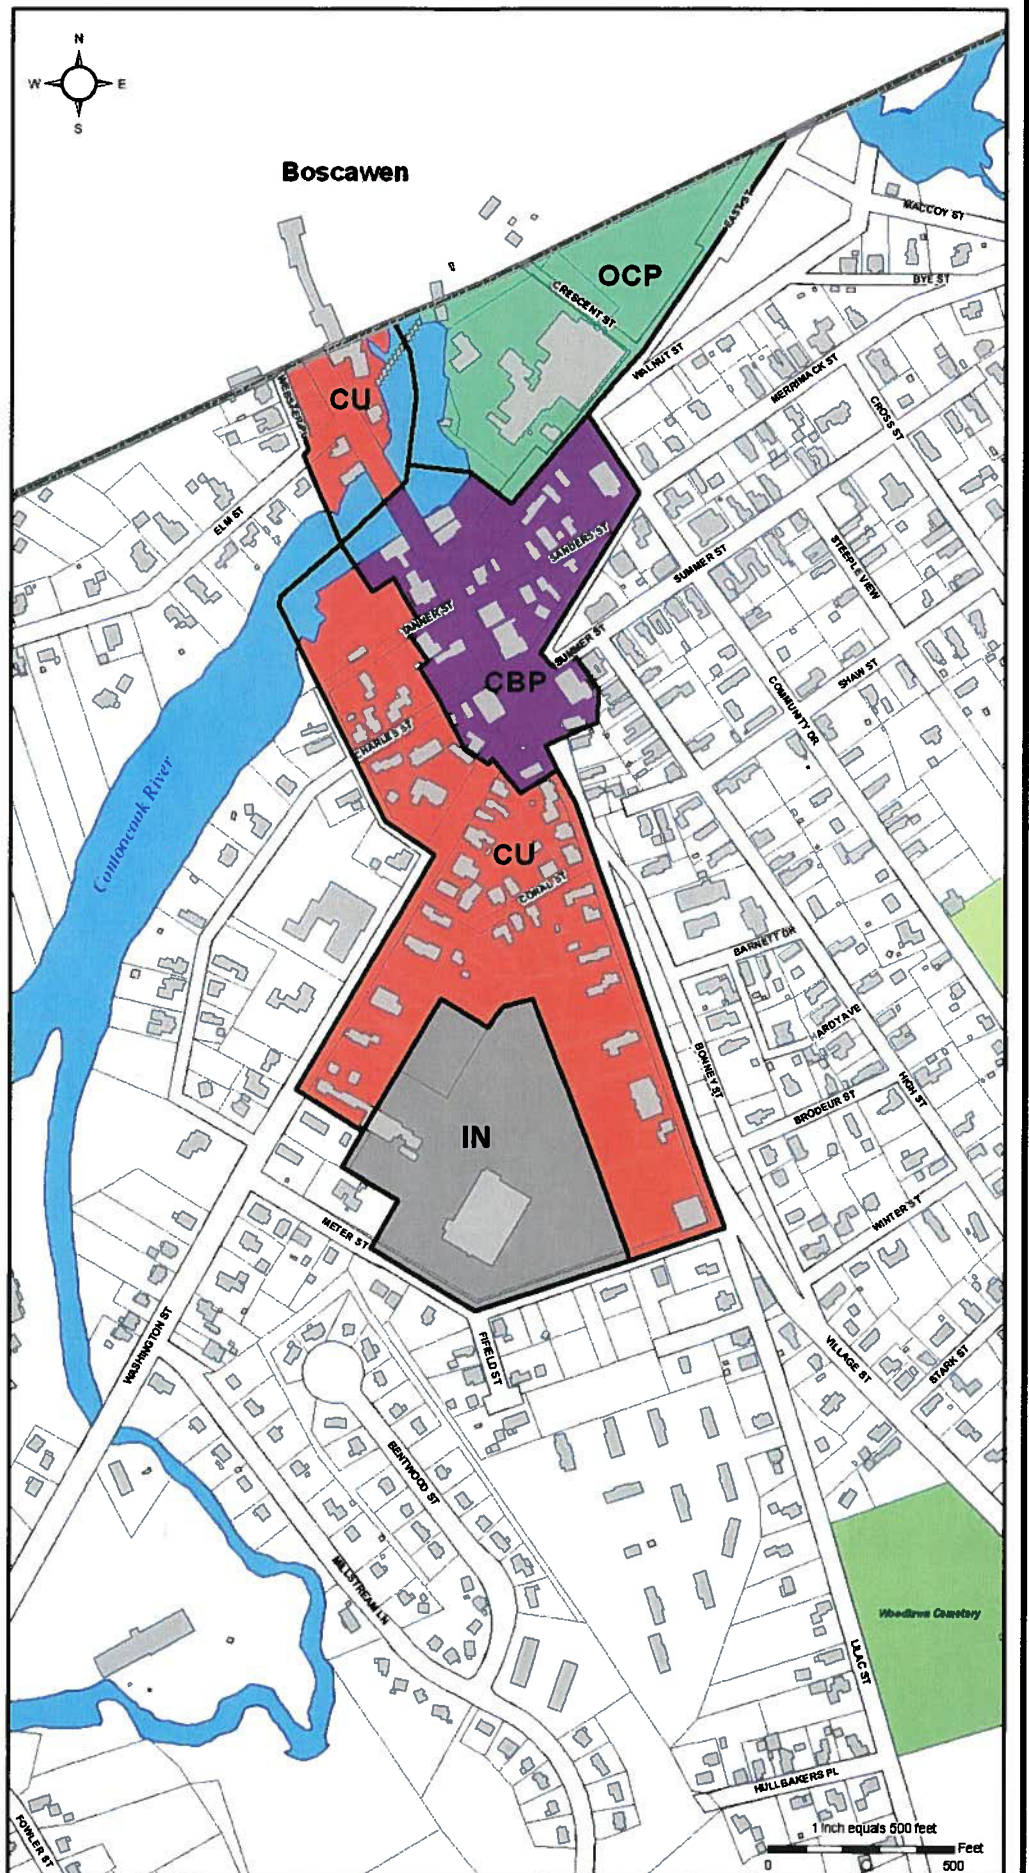 N
W E
S
Boscawen
MACCOY ST
EAST ST
BYE ST
OCP
CRESCENT ST
WALNUT ST
MERRIMACK ST
CU
CROSS ST
ELM ST
SANDERS ST
SUMMER ST
STEEPLE VIEW
TANNER ST
SUMMER ST
SHAW ST
CBP
COMMUNITY DR
CHARLES ST
Contoocook River
CU
CORAL ST
BARNETT DR
HARDY AVE
BONNEY ST
HIGH ST
BRODEUR ST
IN
WINTER ST
METER ST
WASHINGTON ST
FIFIELD ST
VILLAGE ST
STARK ST
BENTWOOD ST
MILLSTREAM LN
Woodlawn Cemetery
LILAC ST
HULLBAKERS PL
FOWLER ST
1 inch equals 500 feet
Feet
0 500